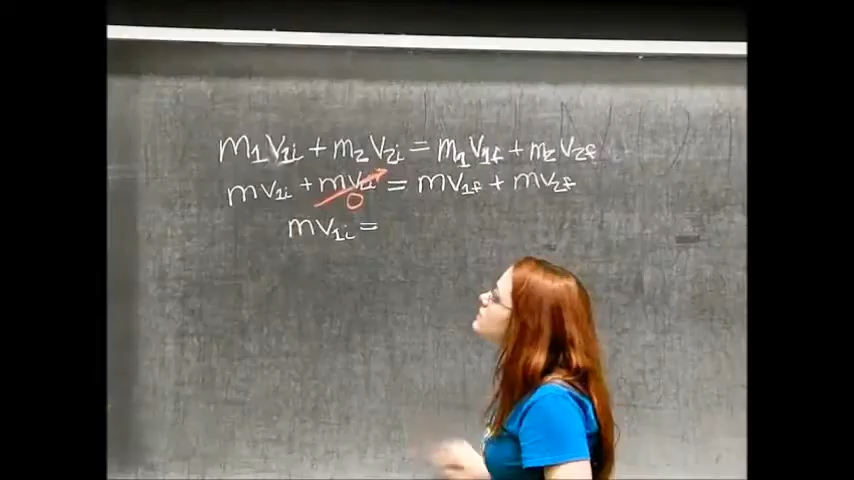 m₁v₁ᵢ + m₂v₂ᵢ = m₁v₁f + m₂v₂f
mv₁ᵢ + mv₂ᵢ = mv₁f + mv₂f
0
mv₁ᵢ =